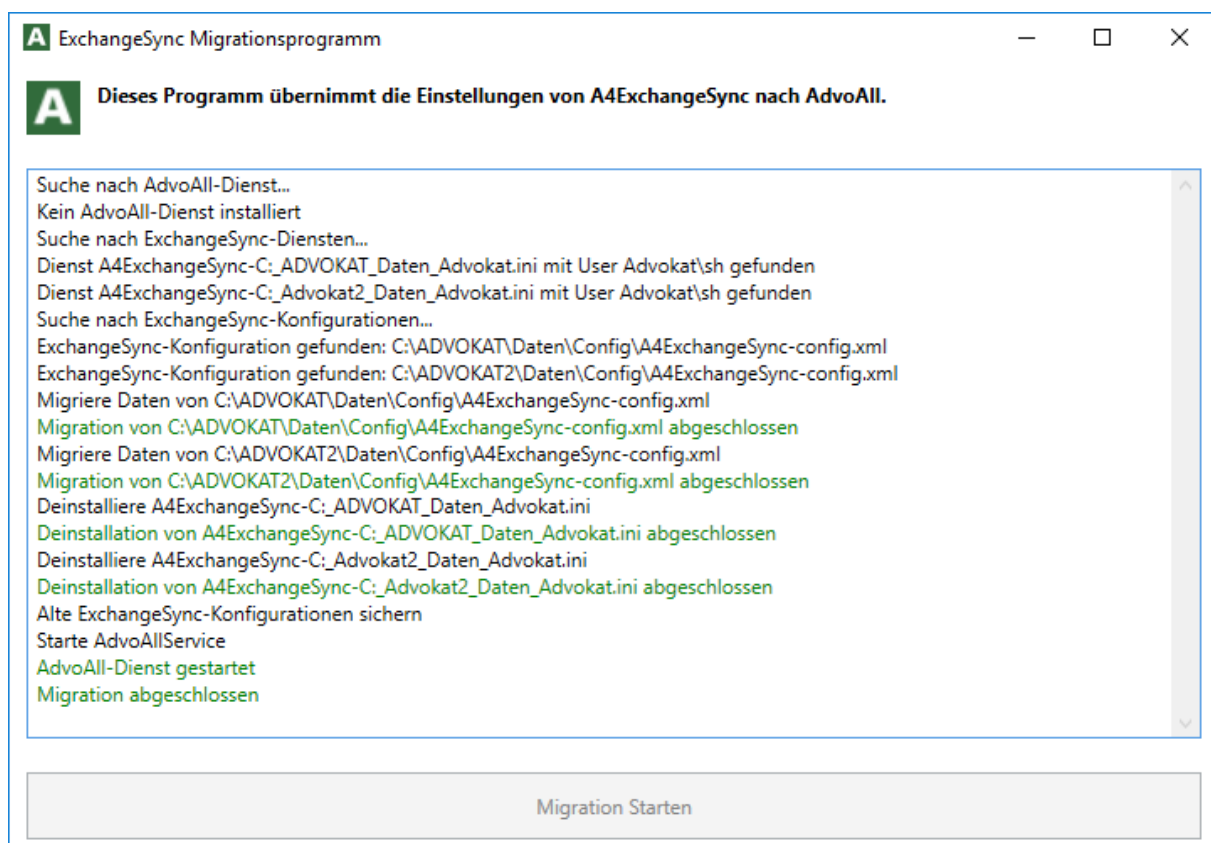 A ExchangeSync Migrationsprogramm
A Dieses Programm übernimmt die Einstellungen von A4ExchangeSync nach AdvoAll.
Suche nach AdvoAll-Dienst...
Kein AdvoAll-Dienst installiert
Suche nach ExchangeSync-Diensten...
Dienst A4ExchangeSync-C:_ADVOKAT_Daten_Advokat.ini mit User Advokat\sh gefunden
Dienst A4ExchangeSync-C:_Advokat2_Daten_Advokat.ini mit User Advokat\sh gefunden
Suche nach ExchangeSync-Konfigurationen...
ExchangeSync-Konfiguration gefunden: C:\ADVOKAT\Daten\Config\A4ExchangeSync-config.xml
ExchangeSync-Konfiguration gefunden: C:\ADVOKAT2\Daten\Config\A4ExchangeSync-config.xml
Migriere Daten von C:\ADVOKAT\Daten\Config\A4ExchangeSync-config.xml
Migration von C:\ADVOKAT\Daten\Config\A4ExchangeSync-config.xml abgeschlossen
Migriere Daten von C:\ADVOKAT2\Daten\Config\A4ExchangeSync-config.xml
Migration von C:\ADVOKAT2\Daten\Config\A4ExchangeSync-config.xml abgeschlossen
Deinstalliere A4ExchangeSync-C:_ADVOKAT_Daten_Advokat.ini
Deinstallation von A4ExchangeSync-C:_ADVOKAT_Daten_Advokat.ini abgeschlossen
Deinstalliere A4ExchangeSync-C:_Advokat2_Daten_Advokat.ini
Deinstallation von A4ExchangeSync-C:_Advokat2_Daten_Advokat.ini abgeschlossen
Alte ExchangeSync-Konfigurationen sichern
Starte AdvoAllService
AdvoAll-Dienst gestartet
Migration abgeschlossen
Migration Starten